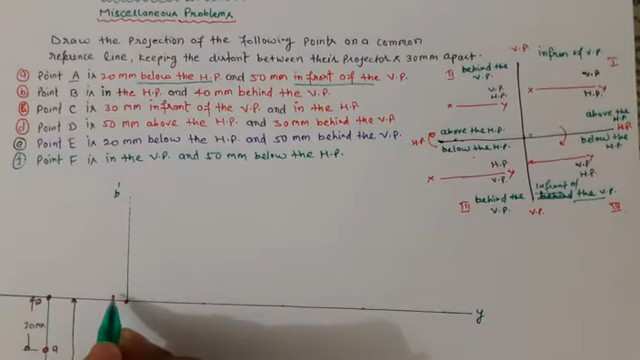 Miscellaneous Problems
Draw the Projection of the following Points on a common
reference line, keeping the distant between their projectors 30mm apart.
(a) Point A is 20 mm below the H.P and 50 mm infront of the V.P.
(b) Point B is in the H.P and 40 mm behind the V.P.
(c) Point C is 30 mm infront of the V.P. and in the H.P.
(d) Point D is 50 mm above the H.P and 30 mm behind the V.P.
(e) Point E is 20 mm below the H.P and 50 mm behind the V.P.
(f) Point F is in the V.P. and 50 mm below the H.P.
V.P.
infron of V.P.
I
II
behind the
V.P.
V.P.
H.P.
x
y
V.P
H.P.
x
y
above the H.P.
below the H.P.
H.P.
above the
H.P.
H.P.
below the
H.P.
H.P.
V.P.
x
y
y
V.P.
H.P.
III
behind the
V.P.
V.P.
infront of
behind the V.P.
IV
b'
y
20mm
a